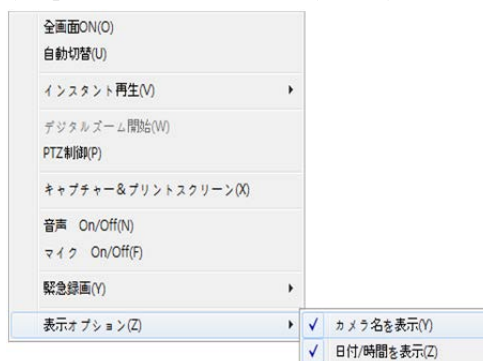 全画面ON(O)
自動切替(U)
インスタント再生(V)
デジタルズーム開始(W)
PTZ制御(P)
キャプチャー&プリントスクリーン(X)
音声 On/Off(N)
マイク On/Off(F)
緊急録画(Y)
表示オプション(Z)
カメラ名を表示(Y)
日付/時間を表示(Z)